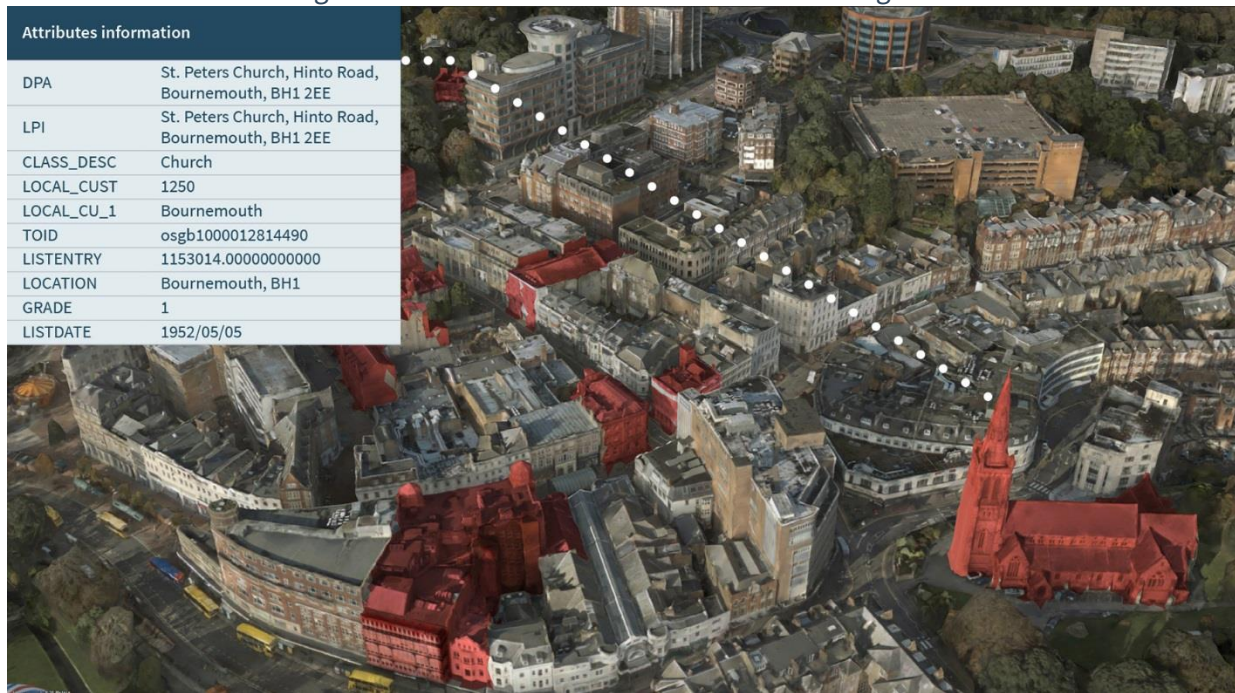 Attributes information
DPA St. Peters Church, Hinto Road,
Bournemouth, BH1 2EE
LPI St. Peters Church, Hinto Road,
Bournemouth, BH1 2EE
CLASS_DESC Church
LOCAL_CUST 1250
LOCAL_CU_1 Bournemouth
TOID osgb1000012814490
LISTENTRY 1153014.00000000000
LOCATION Bournemouth, BH1
GRADE 1
LISTDATE 1952/05/05